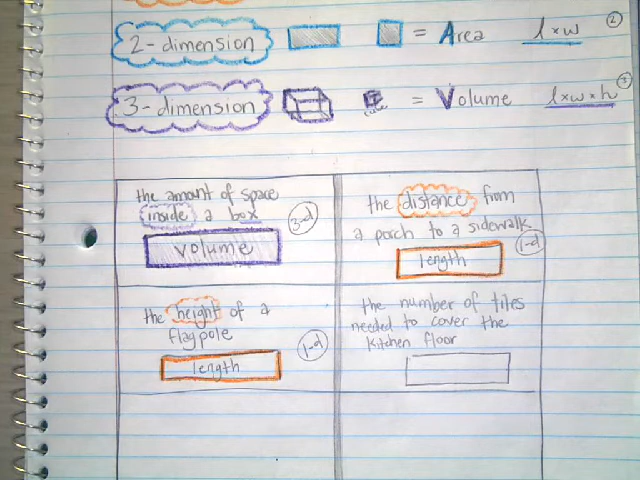 2-dimension = Area l×w ②
3-dimension = Volume l×w×h
the amount of space
inside a box
3-d
volume
the distance from
a porch to a sidewalk
1-d
length
the height of a
flagpole
1-d
length
the number of tiles
needed to cover the
kitchen floor